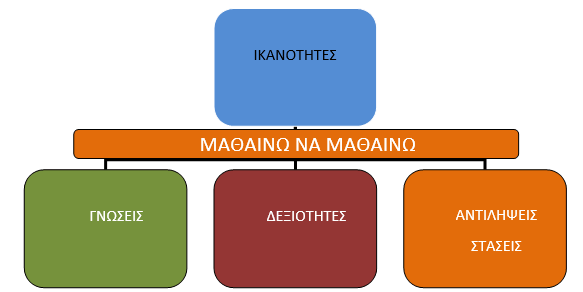 ΙΚΑΝΟΤΗΤΕΣ
ΜΑΘΑΙΝΩ ΝΑ ΜΑΘΑΙΝΩ
ΓΝΩΣΕΙΣ
ΔΕΞΙΟΤΗΤΕΣ
ΑΝΤΙΛΗΨΕΙΣ
ΣΤΑΣΕΙΣ